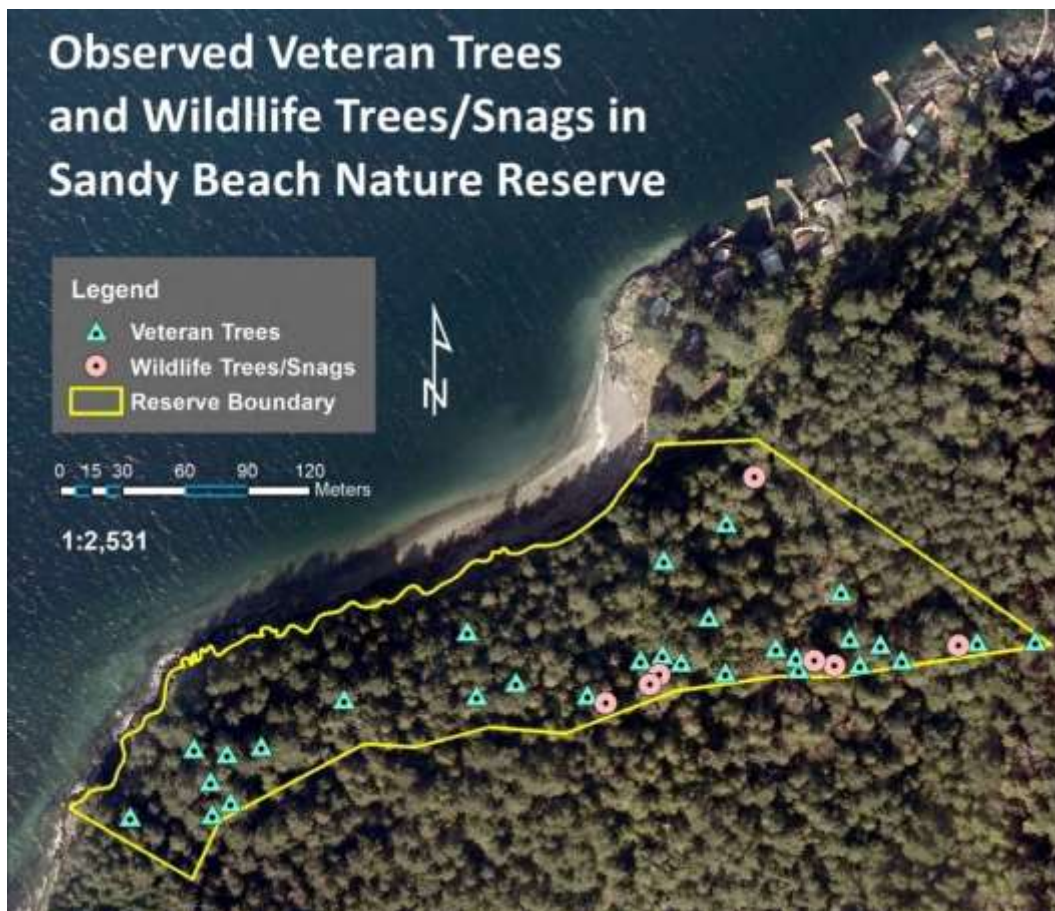 Observed Veteran Trees
and Wildllife Trees/Snags in
Sandy Beach Nature Reserve
Legend
Veteran Trees
Wildlife Trees/Snags
Reserve Boundary
N
0 15 30 60 90 120
Meters
1:2,531